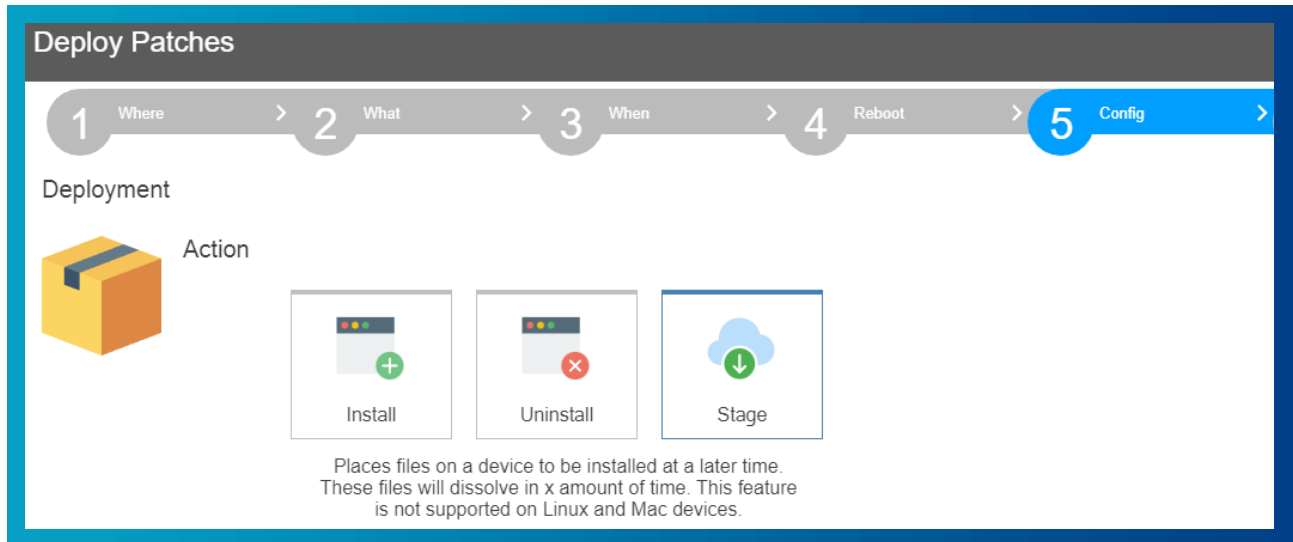 Deploy Patches
1 Where
2 What
3 When
4 Reboot
5 Config
Deployment
Action
Install
Uninstall
Stage
Places files on a device to be installed at a later time.
These files will dissolve in x amount of time. This feature
is not supported on Linux and Mac devices.